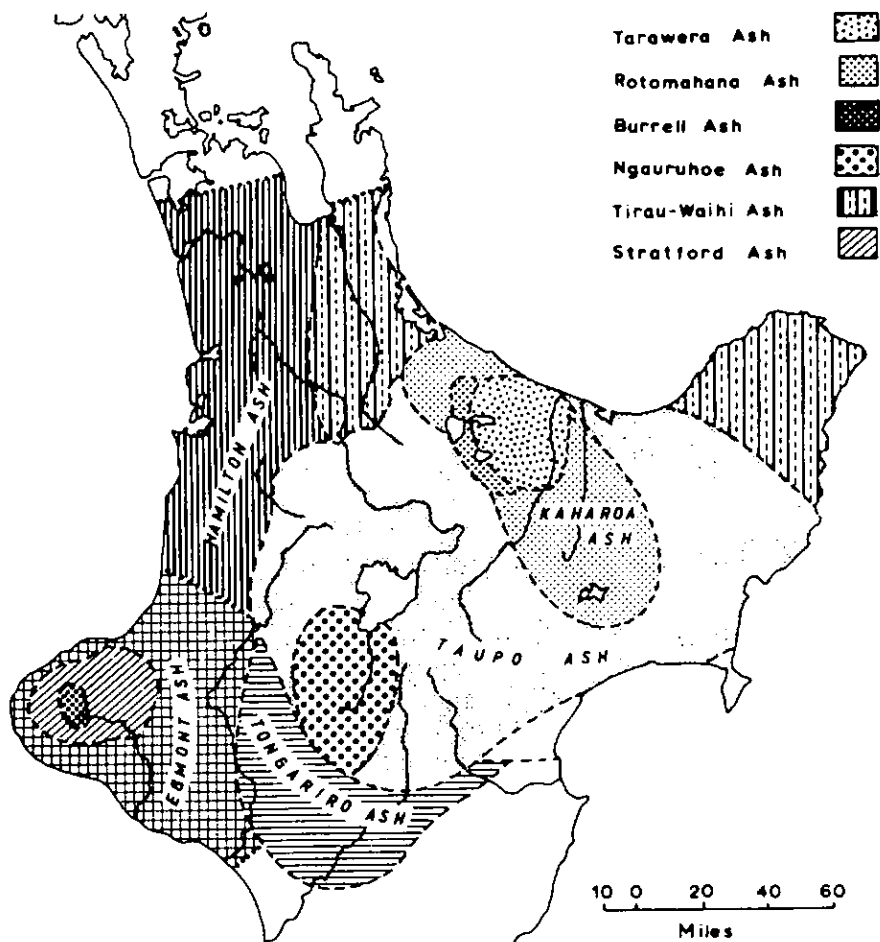 Tarawera Ash
Rotomahana Ash
Burrell Ash
Ngauruhoe Ash
Tirau-Waihi Ash
Stratford Ash
HAMILTON ASH
KAHAROA
ASH
TAUPO ASH
EGMONT ASH
TONGARIRO ASH
10 0 20 40 60
Miles